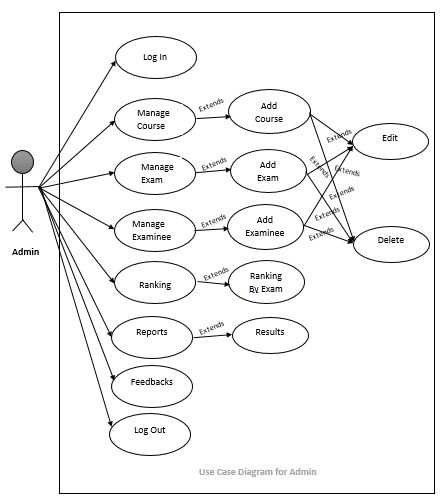 Log In
Manage
Course
Extends
Add
Course
Extends
Edit
Manage
Exam
Extends
Add
Exam
Extends
Extends
Extends
Manage
Examinee
Extends
Add
Examinee
Extends
Extends
Delete
Admin
Ranking
Extends
Ranking
By Exam
Reports
Extends
Results
Feedbacks
Log Out
Use Case Diagram for Admin